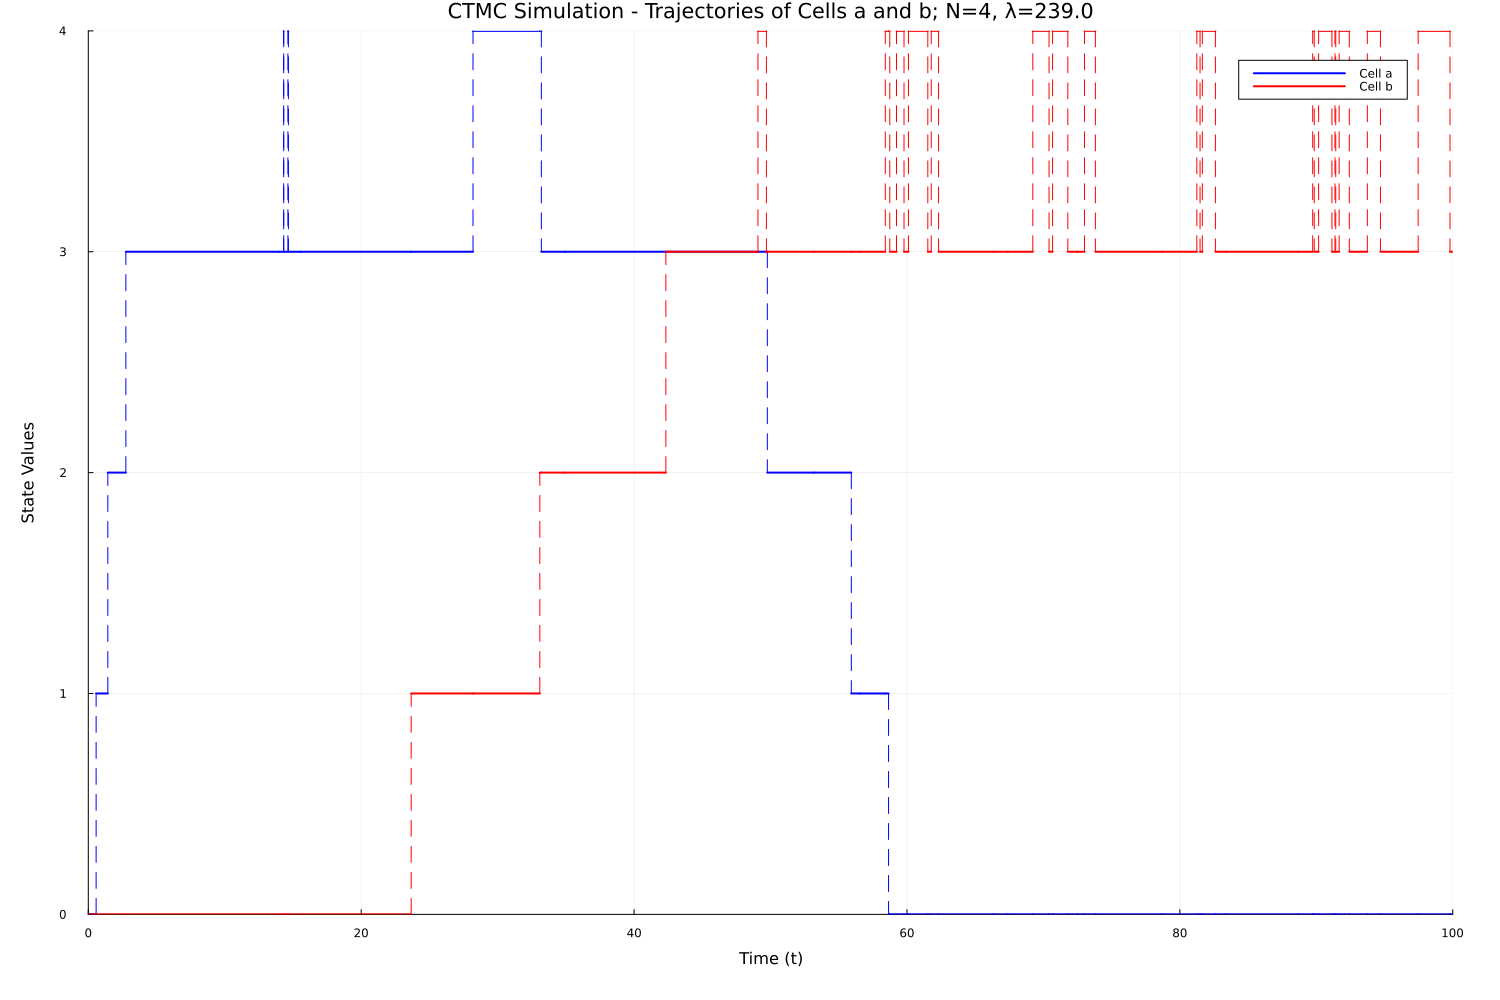 CTMC Simulation - Trajectories of Cells a and b; N=4, λ=239.0
4
Cell a
Cell b
3
State Values
2
1
0
0 20 40 60 80 100
Time (t)